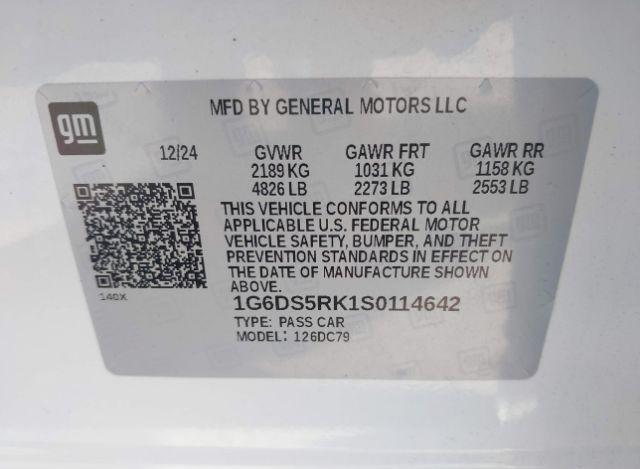 gm
MFD BY GENERAL MOTORS LLC
12/24 GVWR GAWR FRT GAWR RR
2189 KG 1031 KG 1158 KG
4826 LB 2273 LB 2553 LB
THIS VEHICLE CONFORMS TO ALL
APPLICABLE U.S. FEDERAL MOTOR
VEHICLE SAFETY, BUMPER, AND THEFT
PREVENTION STANDARDS IN EFFECT ON
THE DATE OF MANUFACTURE SHOWN
ABOVE.
140X
1G6DS5RK1S0114642
TYPE: PASS CAR
MODEL: 126DC79